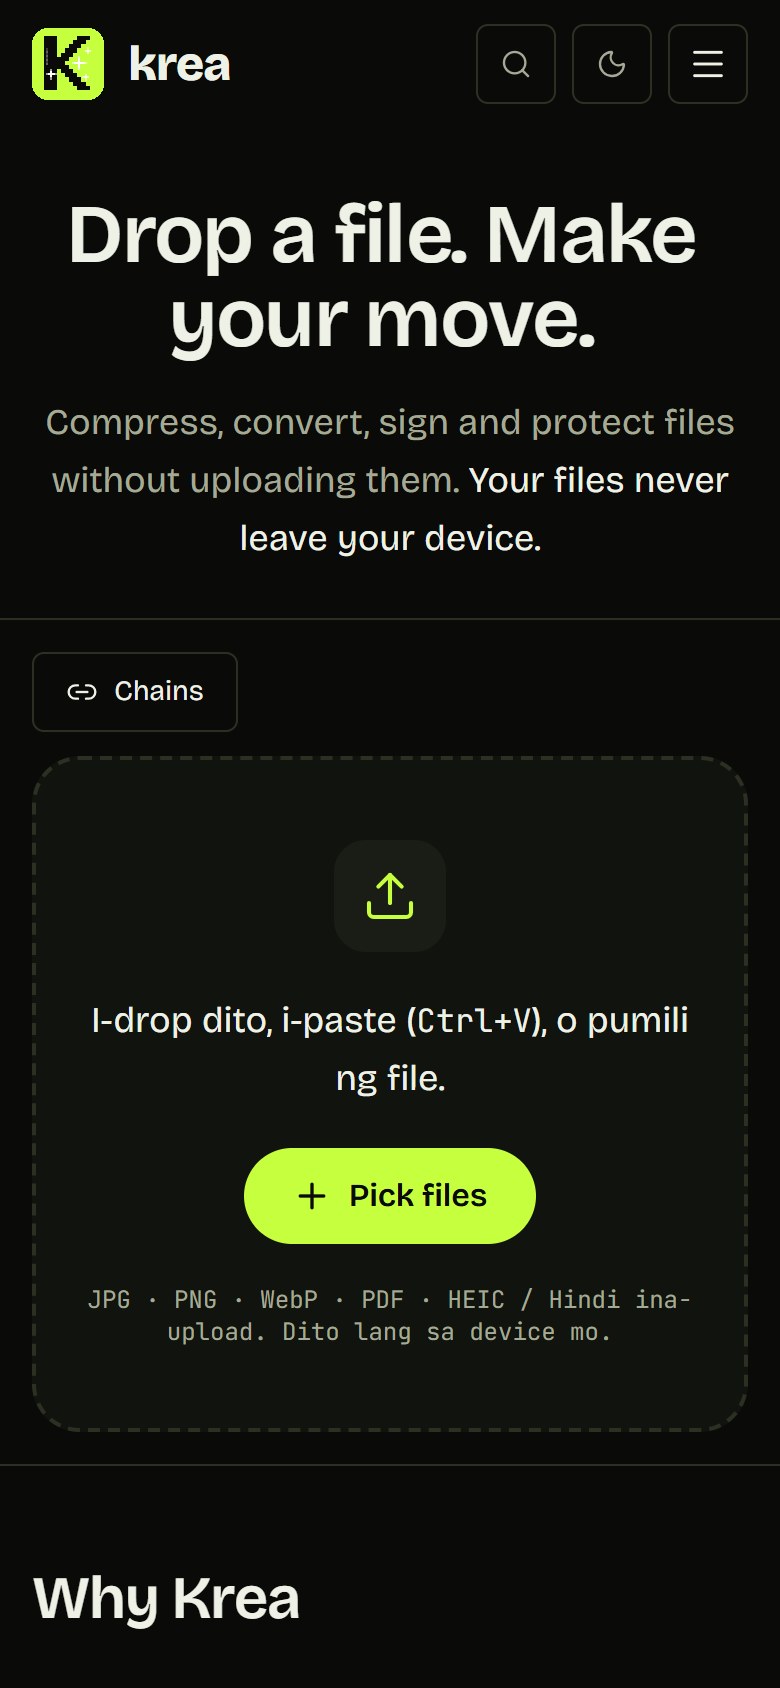 krea
Drop a file. Make
your move.
Compress, convert, sign and protect files
without uploading them. Your files never
leave your device.
Chains
I-drop dito, i-paste (Ctrl+V), o pumili
ng file.
Pick files
JPG · PNG · WebP · PDF · HEIC / Hindi ina-
upload. Dito lang sa device mo.
Why Krea